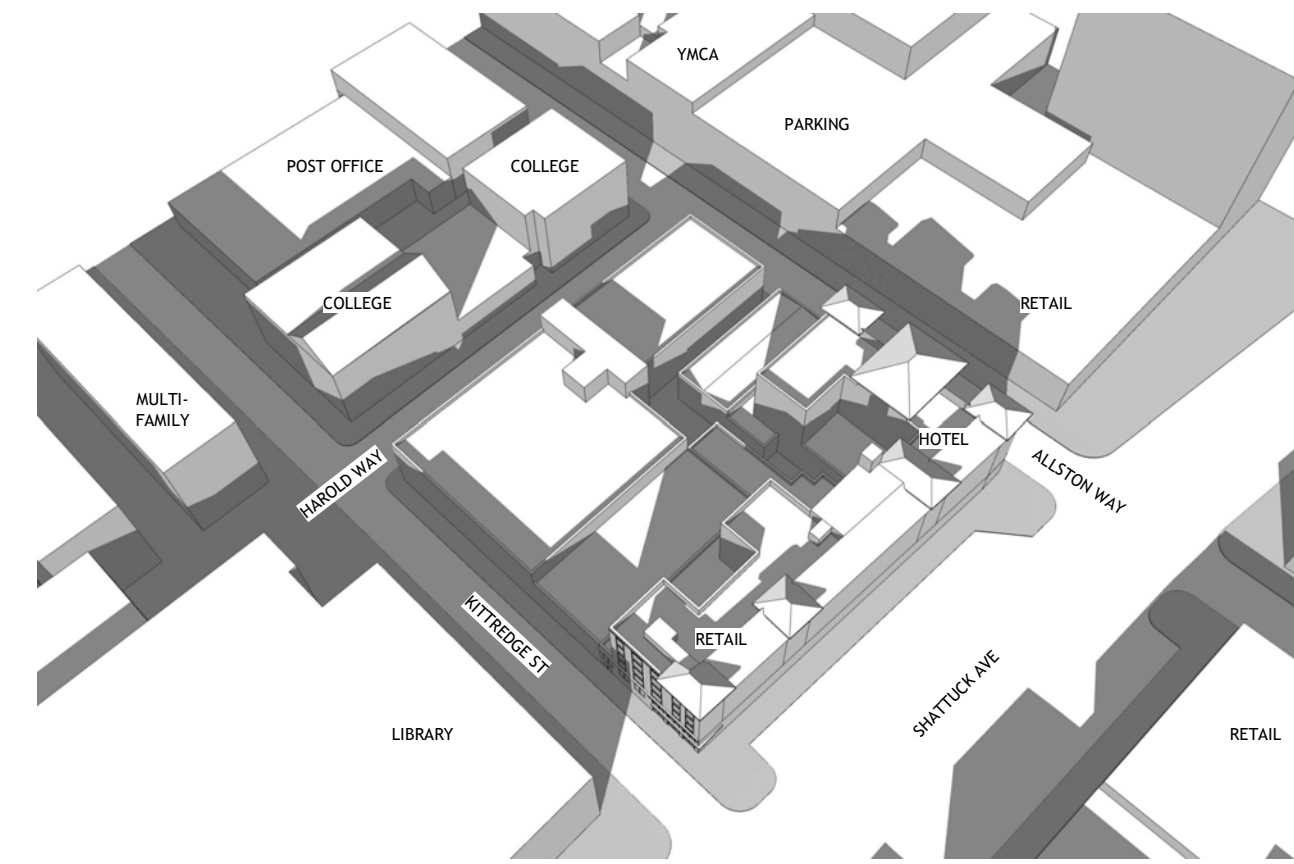 YMCA
PARKING
POST OFFICE
COLLEGE
COLLEGE
RETAIL
MULTI-
FAMILY
HOTEL
HAROLD WAY
ALLSTON WAY
KITTREDGE ST
RETAIL
SHATTUCK AVE
LIBRARY
RETAIL